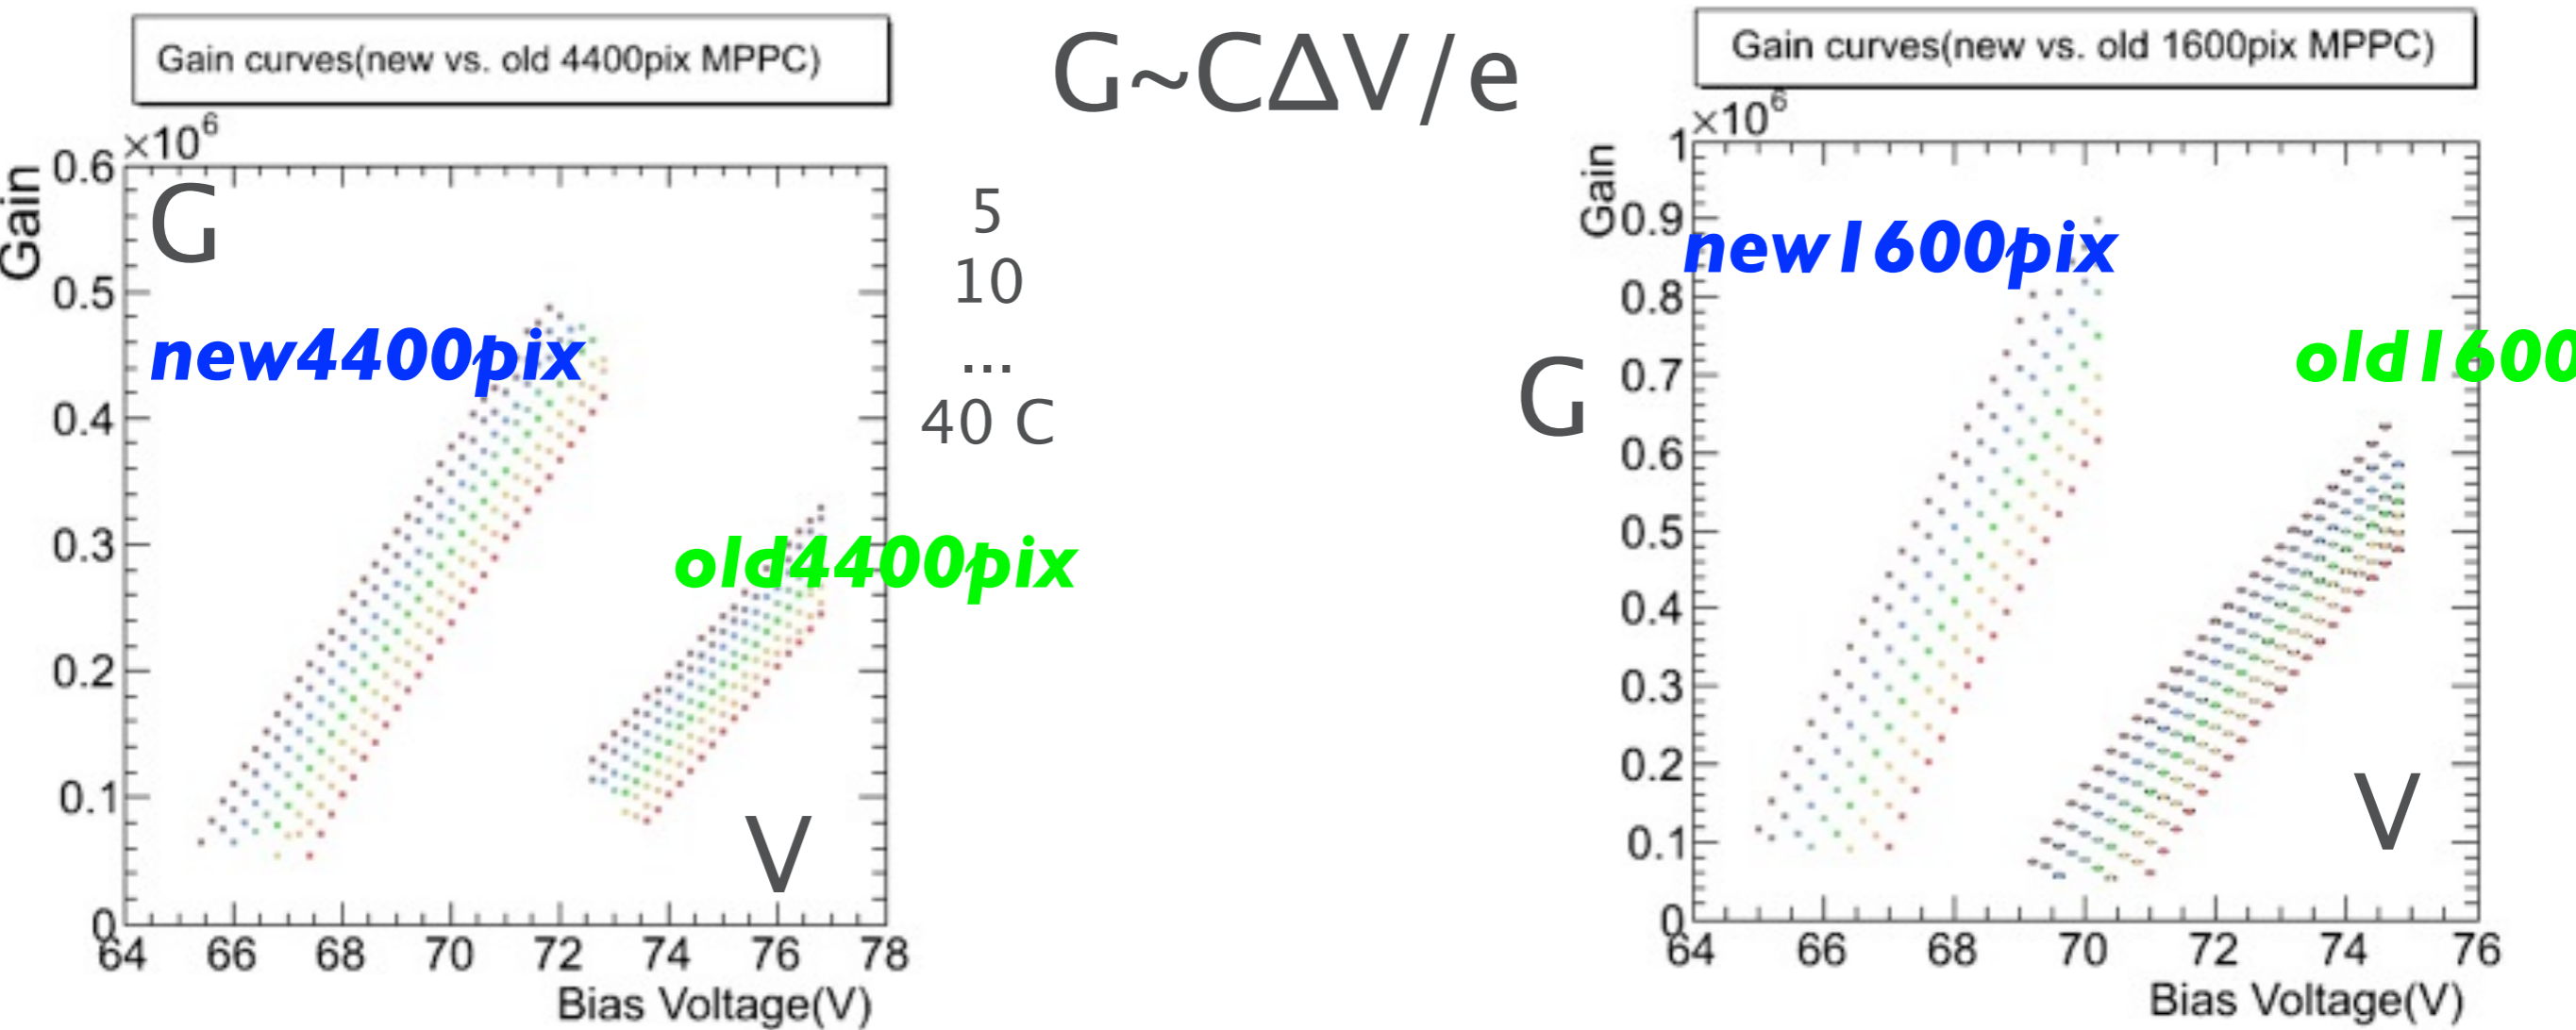 Gain curves(new vs. old 4400pix MPPC)
G~CΔV/e
Gain curves(new vs. old 1600pix MPPC)
×10⁶
Gain
0.6
0.5
0.4
0.3
0.2
0.1
0
G
new4400pix
old4400pix
V
64 66 68 70 72 74 76 78
Bias Voltage(V)
5
10
...
40 C
×10⁶
Gain
1
0.9
0.8
0.7
0.6
0.5
0.4
0.3
0.2
0.1
0
G
new1600pix
old1600
V
64 66 68 70 72 74 76
Bias Voltage(V)